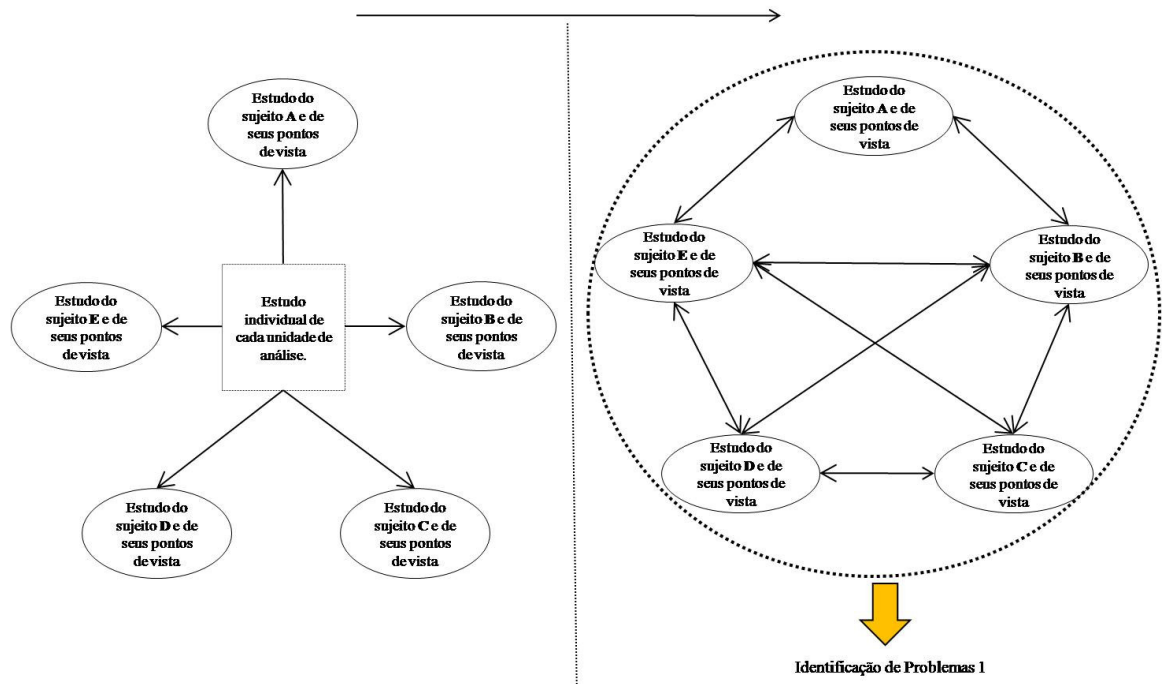 Estudo do
sujeito A e de
seus pontos
de vista
Estudo do
sujeito E e de
seus pontos
de vista
Estudo
individual de
cada unidade de
análise.
Estudo do
sujeito B e de
seus pontos
de vista
Estudo do
sujeito D e de
seus pontos
de vista
Estudo do
sujeito C e de
seus pontos
de vista
Estudo do
sujeito A e de
seus pontos de
vista
Estudo do
sujeito E e de
seus pontos de
vista
Estudo do
sujeito B e de
seus pontos de
vista
Estudo do
sujeito D e de
seus pontos de
vista
Estudo do
sujeito C e de
seus pontos de
vista
Identificação de Problemas 1